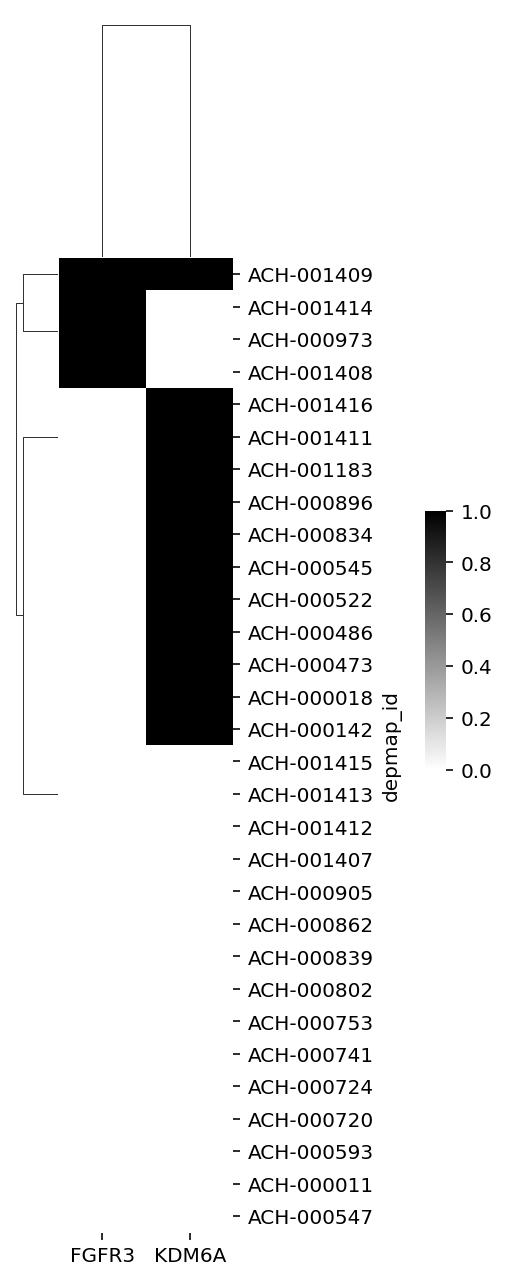 ACH-001409
ACH-001414
ACH-000973
ACH-001408
ACH-001416
ACH-001411
ACH-001183
ACH-000896
ACH-000834
ACH-000545
ACH-000522
ACH-000486
ACH-000473
ACH-000018
ACH-000142
ACH-001415
ACH-001413
ACH-001412
ACH-001407
ACH-000905
ACH-000862
ACH-000839
ACH-000802
ACH-000753
ACH-000741
ACH-000724
ACH-000720
ACH-000593
ACH-000011
ACH-000547
depmap_id
1.0
0.8
0.6
0.4
0.2
0.0
FGFR3 KDM6A